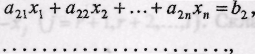 a₂₁x₁ + a₂₂x₂ + ... + a₂ₙxₙ = b₂,
. . . . . . . . . . . . . . . . . . . . . . . . . ,